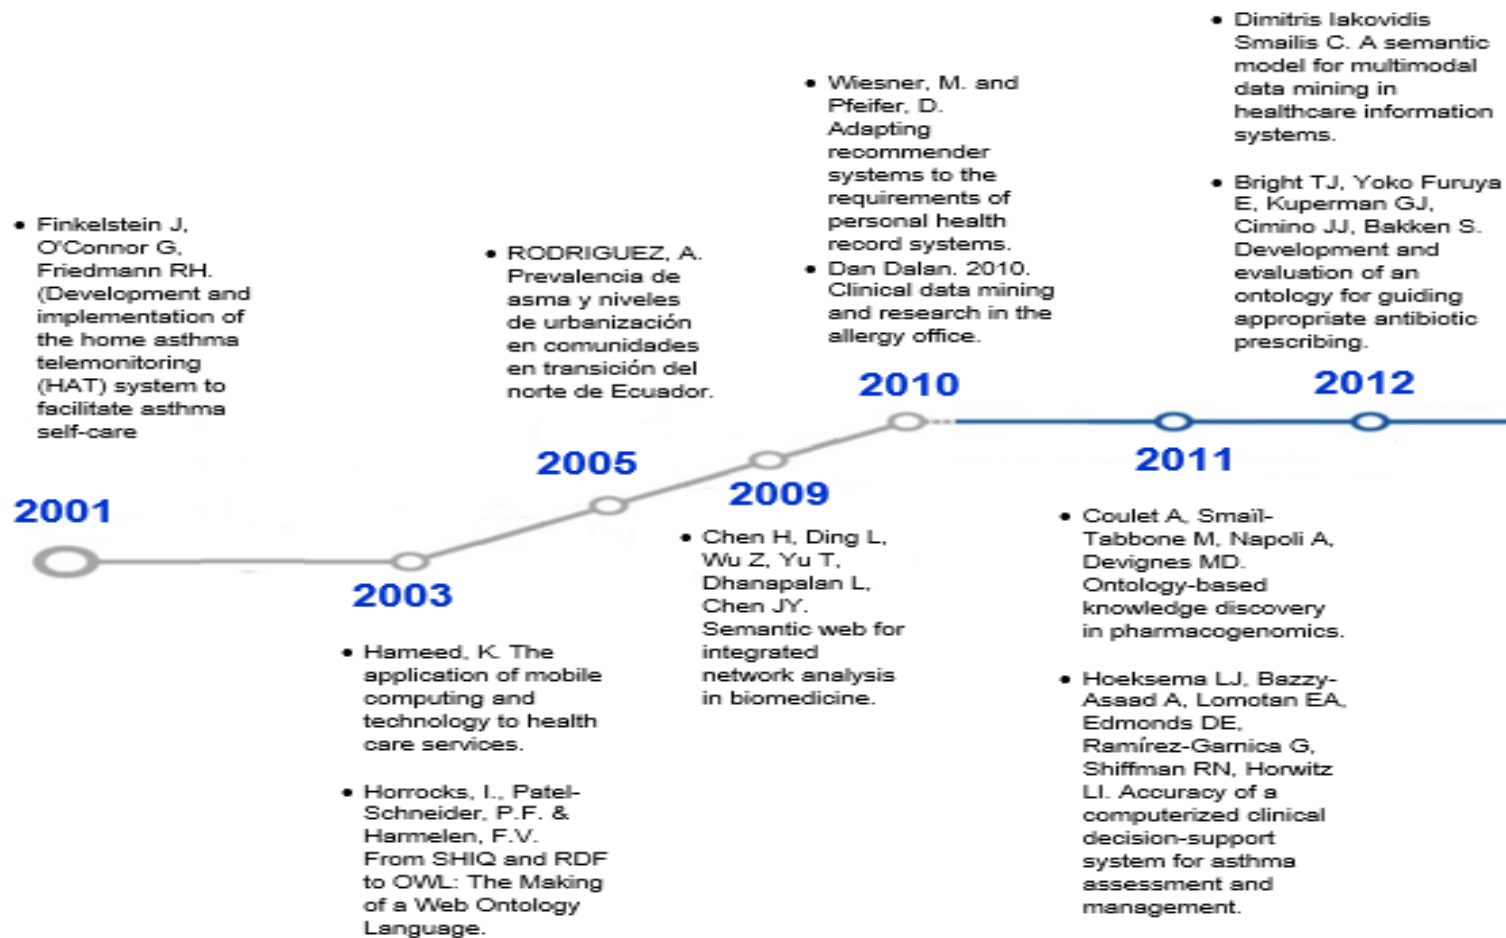 • Finkelstein J,
O'Connor G,
Friedmann RH.
(Development and
implementation of
the home asthma
telemonitoring
(HAT) system to
facilitate asthma
self-care
2001
2003
• Hameed, K. The
application of mobile
computing and
technology to health
care services.
• Horrocks, I., Patel-
Schneider, P.F. &
Harmelen, F.V.
From SHIQ and RDF
to OWL: The Making
of a Web Ontology
Language.
• RODRIGUEZ, A.
Prevalencia de
asma y niveles
de urbanización
en comunidades
en transición del
norte de Ecuador.
2005
2009
• Chen H, Ding L,
Wu Z, Yu T,
Dhanapalan L,
Chen JY.
Semantic web for
integrated
network analysis
in biomedicine.
• Wiesner, M. and
Pfeifer, D.
Adapting
recommender
systems to the
requirements of
personal health
record systems.
• Dan Dalan. 2010.
Clinical data mining
and research in the
allergy office.
2010
2011
• Coulet A, Smaïl-
Tabbone M, Napoli A,
Devignes MD.
Ontology-based
knowledge discovery
in pharmacogenomics.
• Hoeksema LJ, Bazzy-
Asaad A, Lomotan EA,
Edmonds DE,
Ramírez-Garnica G,
Shiffman RN, Horwitz
LI. Accuracy of a
computerized clinical
decision-support
system for asthma
assessment and
management.
• Dimitris Iakovidis
Smailis C. A semantic
model for multimodal
data mining in
healthcare information
systems.
• Bright TJ, Yoko Furuya
E, Kuperman GJ,
Cimino JJ, Bakken S.
Development and
evaluation of an
ontology for guiding
appropriate antibiotic
prescribing.
2012